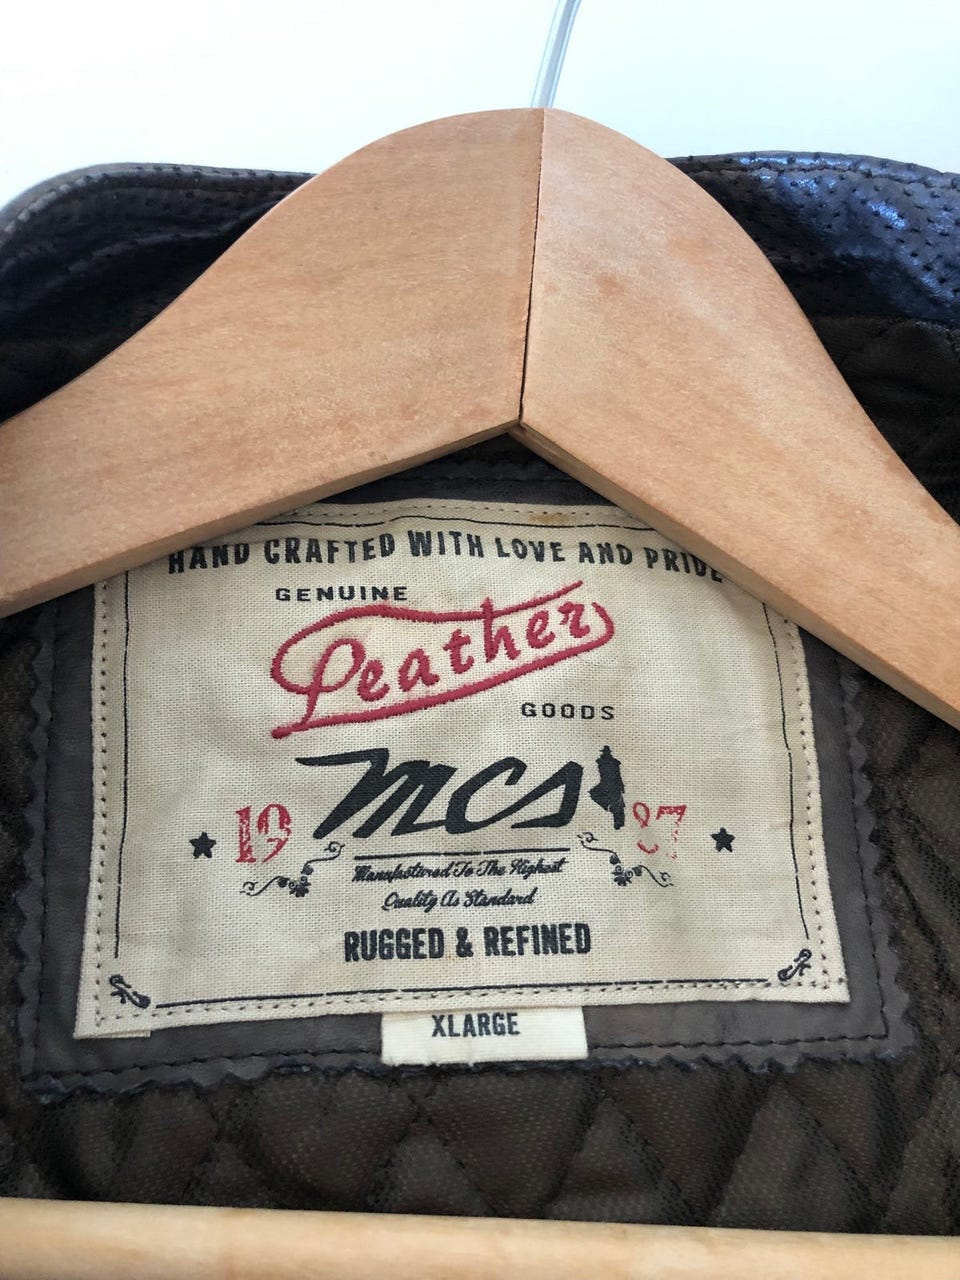 HAND CRAFTED WITH LOVE AND PRIDE
GENUINE
Leather
GOODS
mcs
19 87
Manufactured To The Highest
Quality As Standard
RUGGED & REFINED
XLARGE